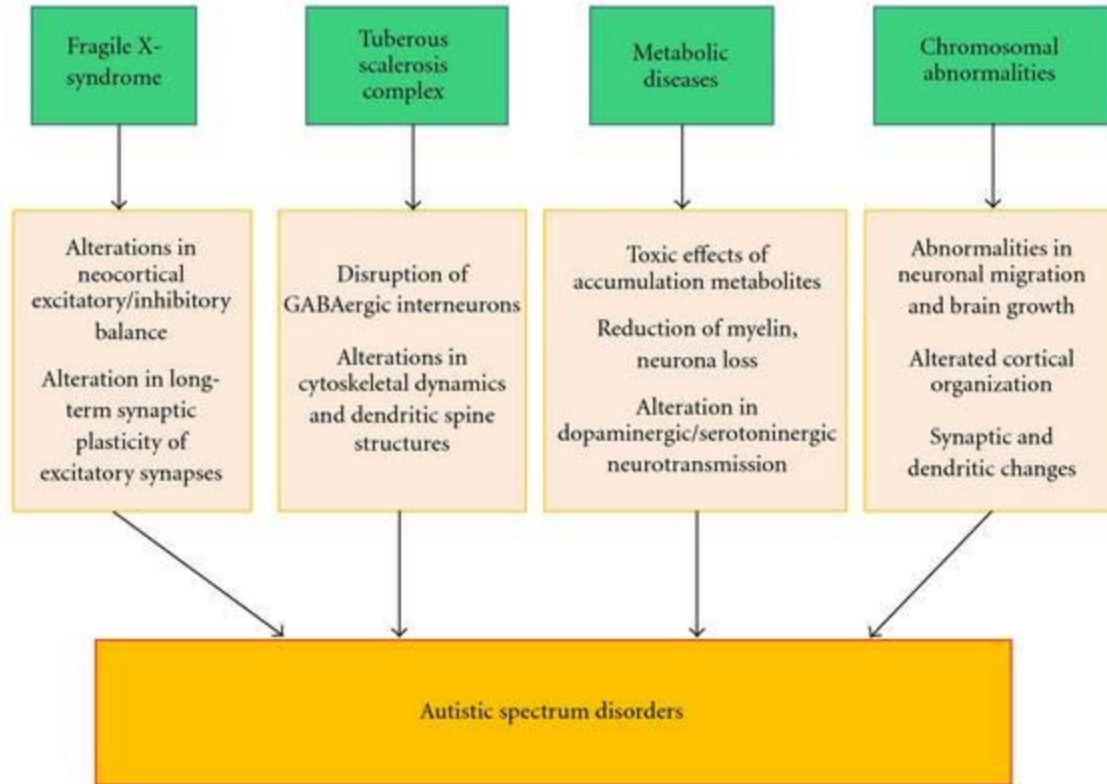 Fragile X-
syndrome
Tuberous
scalerosis
complex
Metabolic
diseases
Chromosomal
abnormalities
Alterations in
neocortical
excitatory/inhibitory
balance
Alteration in long-
term synaptic
plasticity of
excitatory synapses
Disruption of
GABAergic interneurons
Alterations in
cytoskeletal dynamics
and dendritic spine
structures
Toxic effects of
accumulation metabolites
Reduction of myelin,
neurona loss
Alteration in
dopaminergic/serotoninergic
neurotransmission
Abnormalities in
neuronal migration
and brain growth
Alterated cortical
organization
Synaptic and
dendritic changes
Autistic spectrum disorders